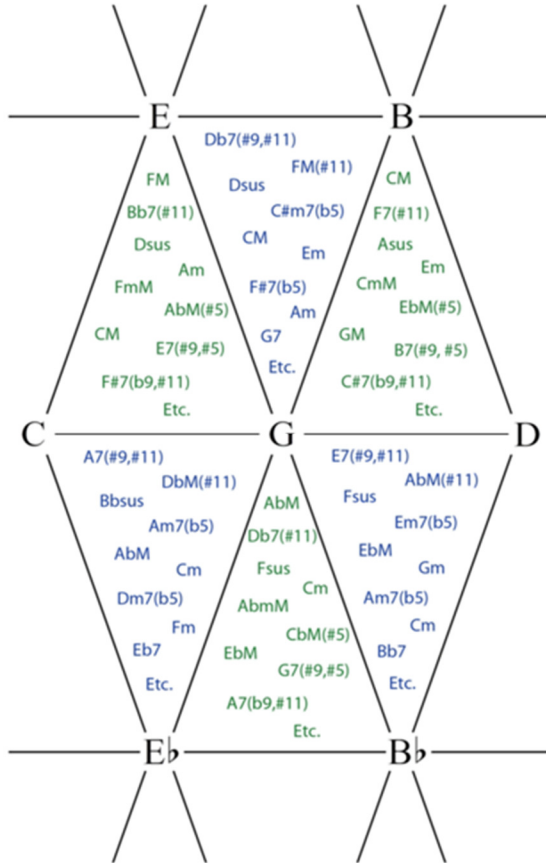 E
B
FM
Bb7(#11)
Dsus
Am
FmM
AbM(#5)
CM
E7(#9,#5)
F#7(b9,#11)
Etc.
Db7(#9,#11)
FM(#11)
Dsus
C#m7(b5)
CM
Em
F#7(b5)
Am
G7
Etc.
CM
F7(#11)
Asus
Em
CmM
EbM(#5)
GM
B7(#9, #5)
C#7(b9,#11)
Etc.
C
G
D
A7(#9,#11)
DbM(#11)
Bbsus
Am7(b5)
AbM
Cm
Dm7(b5)
Fm
Eb7
Etc.
AbM
Db7(#11)
Fsus
Cm
AbmM
CbM(#5)
EbM
G7(#9,#5)
A7(b9,#11)
Etc.
E7(#9,#11)
AbM(#11)
Fsus
Em7(b5)
EbM
Gm
Am7(b5)
Cm
Bb7
Etc.
E♭
B♭